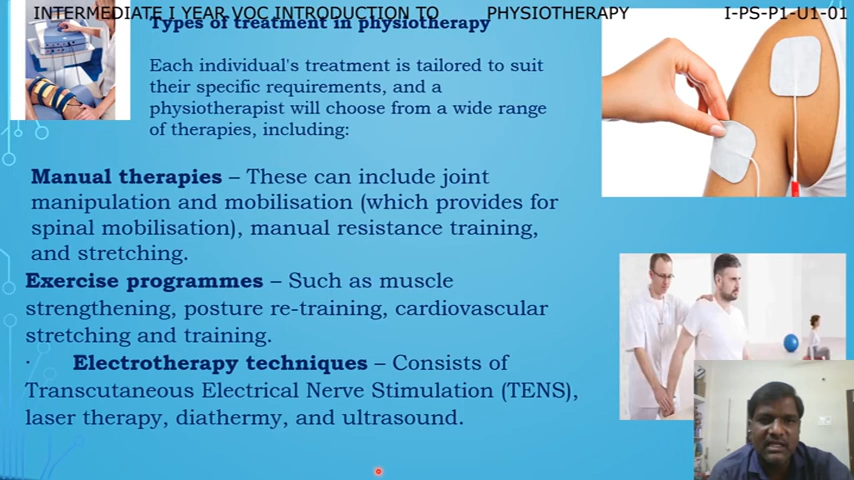 INTERMEDIATE I YEAR VOC INTRODUCTION TO PHYSIOTHERAPY I-PS-P1-U1-01
Types of treatment in physiotherapy
Each individual's treatment is tailored to suit
their specific requirements, and a
physiotherapist will choose from a wide range
of therapies, including:
Manual therapies – These can include joint
manipulation and mobilisation (which provides for
spinal mobilisation), manual resistance training,
and stretching.
Exercise programmes – Such as muscle
strengthening, posture re-training, cardiovascular
stretching and training.
· Electrotherapy techniques – Consists of
Transcutaneous Electrical Nerve Stimulation (TENS),
laser therapy, diathermy, and ultrasound.